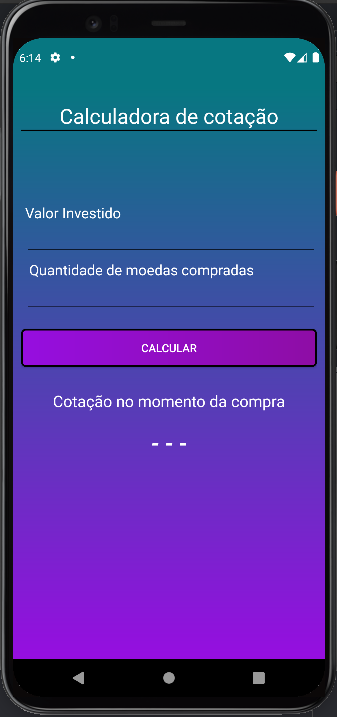 6:14
Calculadora de cotação
Valor Investido
Quantidade de moedas compradas
CALCULAR
Cotação no momento da compra
- - -